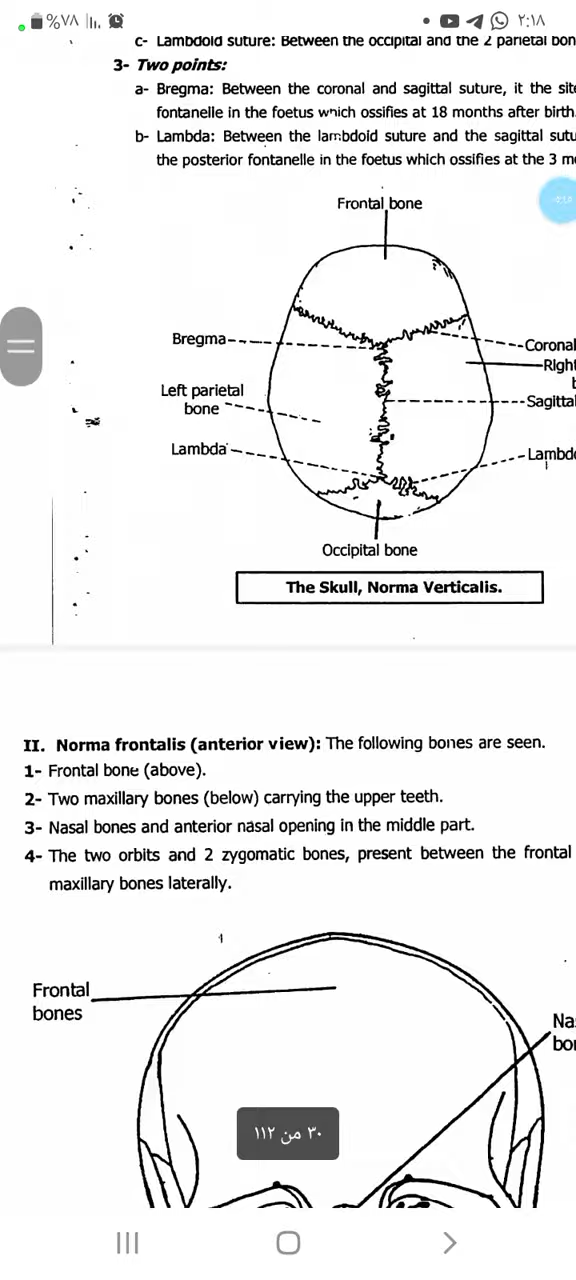 %٧٨
٢:١٨
c- Lambdoid suture: Between the occipital and the 2 parietal bon
3- Two points:
a- Bregma: Between the coronal and sagittal suture, it the site
fontanelle in the foetus which ossifies at 18 months after birth.
b- Lambda: Between the lambdoid suture and the sagittal sutu
the posterior fontanelle in the foetus which ossifies at the 3 m
Frontal bone
Bregma
Coronal
Right
b
Left parietal
bone
Sagittal
Lambda
Lambdo
Occipital bone
The Skull, Norma Verticalis.
II. Norma frontalis (anterior view): The following bones are seen.
1- Frontal bone (above).
2- Two maxillary bones (below) carrying the upper teeth.
3- Nasal bones and anterior nasal opening in the middle part.
4- The two orbits and 2 zygomatic bones, present between the frontal
maxillary bones laterally.
Frontal
bones
Nas
bon
٣٠ من ١١٢